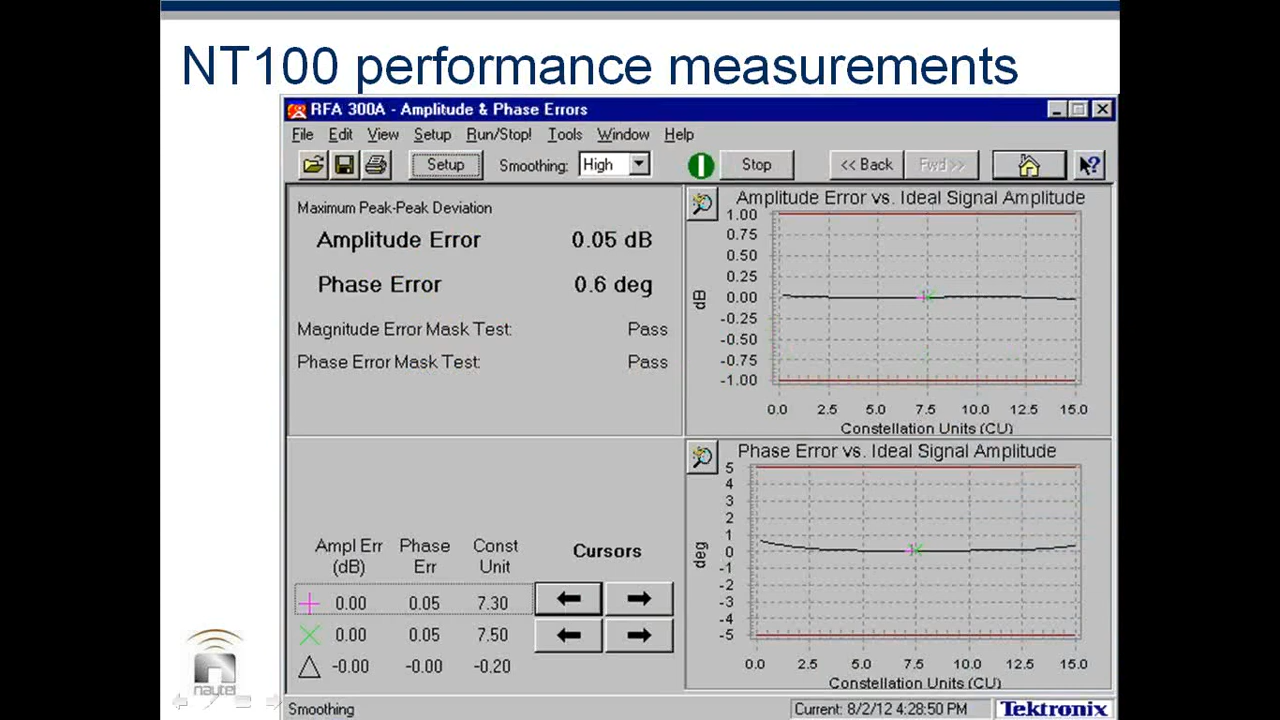 NT100 performance measurements
RFA 300A - Amplitude & Phase Errors
File Edit View Setup Run/Stop! Tools Window Help
Setup Smoothing: High Stop << Back Fwd >>
Maximum Peak-Peak Deviation
Amplitude Error 0.05 dB
Phase Error 0.6 deg
Magnitude Error Mask Test: Pass
Phase Error Mask Test: Pass
Amplitude Error vs. Ideal Signal Amplitude
1.00
0.75
0.50
0.25
0.00
-0.25
-0.50
-0.75
-1.00
dB
0.0 2.5 5.0 7.5 10.0 12.5 15.0
Constellation Units (CU)
Phase Error vs. Ideal Signal Amplitude
5
4
3
2
1
0
-1
-2
-3
-4
-5
deg
0.0 2.5 5.0 7.5 10.0 12.5 15.0
Constellation Units (CU)
Ampl Err Phase Const
(dB) Err Unit
Cursors
0.00 0.05 7.30
0.00 0.05 7.50
-0.00 -0.00 -0.20
nautel
Smoothing
Current: 8/2/12 4:28:50 PM
Tektronix